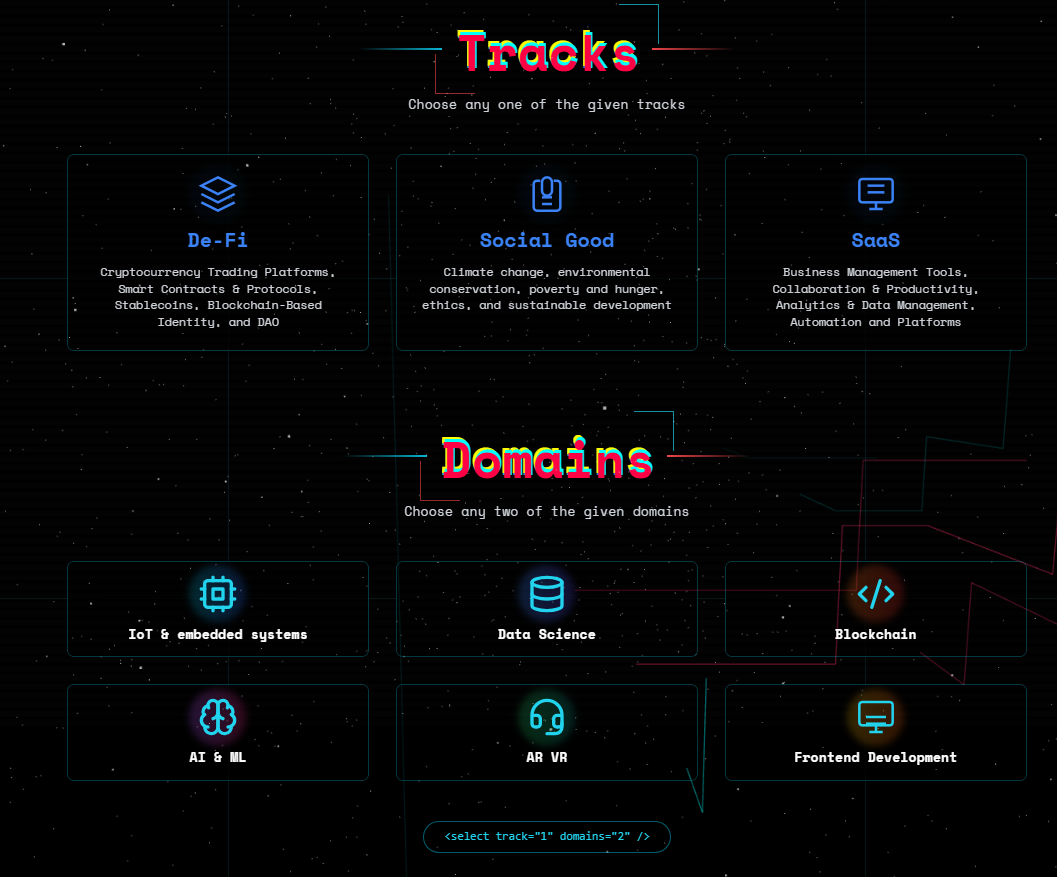 Tracks
Choose any one of the given tracks
De-Fi
Cryptocurrency Trading Platforms,
Smart Contracts & Protocols,
Stablecoins, Blockchain-Based
Identity, and DAO
Social Good
Climate change, environmental
conservation, poverty and hunger,
ethics, and sustainable development
SaaS
Business Management Tools,
Collaboration & Productivity,
Analytics & Data Management,
Automation and Platforms
Domains
Choose any two of the given domains
IoT & embedded systems
Data Science
Blockchain
AI & ML
AR VR
Frontend Development
<select track="1" domains="2" />